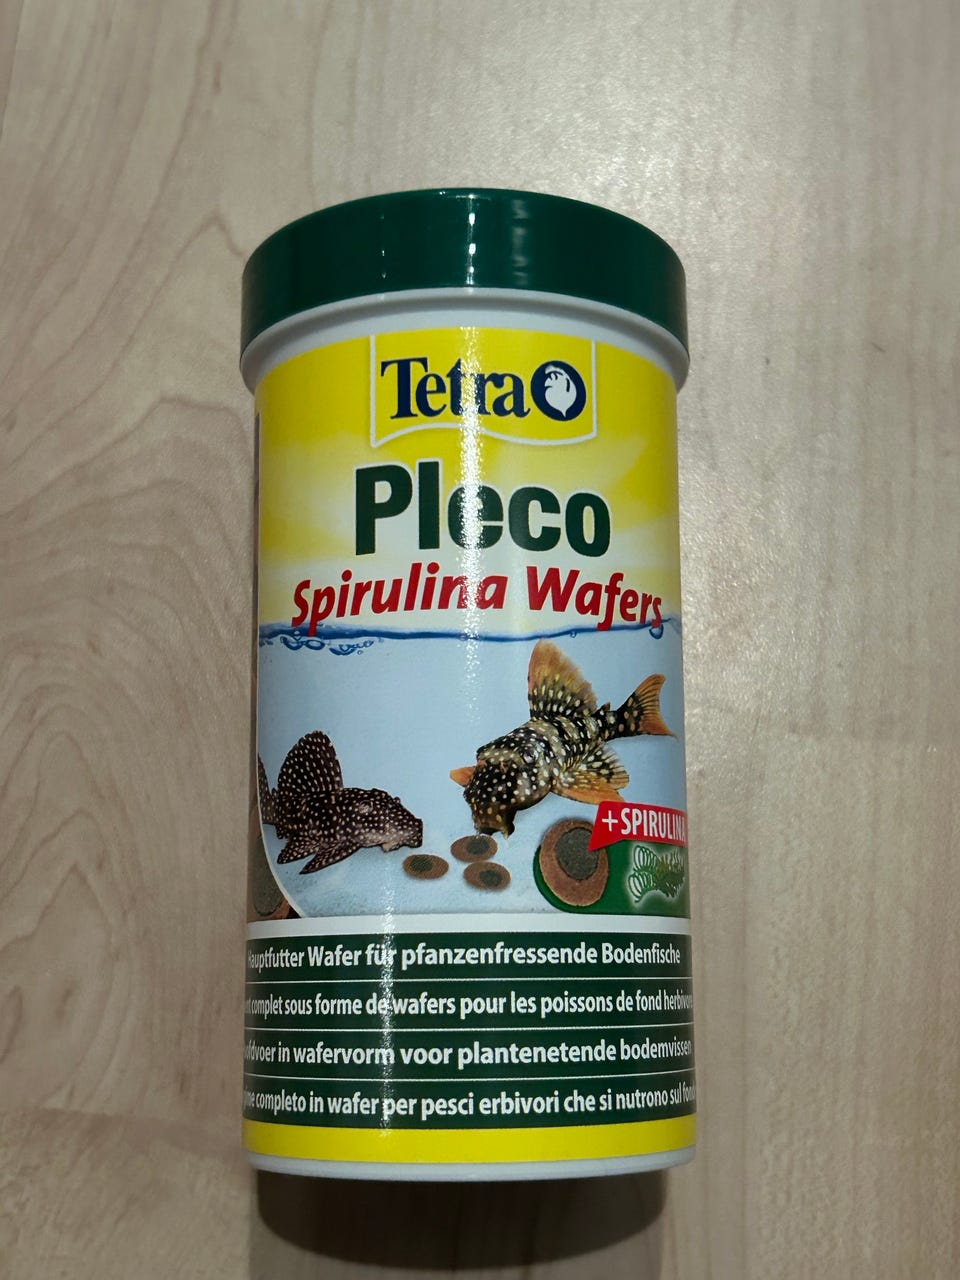 Tetra
Pleco
Spirulina Wafers
+SPIRULINA
Hauptfutter Wafer für pfanzenfressende Bodenfische
complet sous forme de wafers pour les poissons de fond
in wafervorm voor plantenetende bodemvissen
completo in wafer per pesci erbivori che si nutrono sul